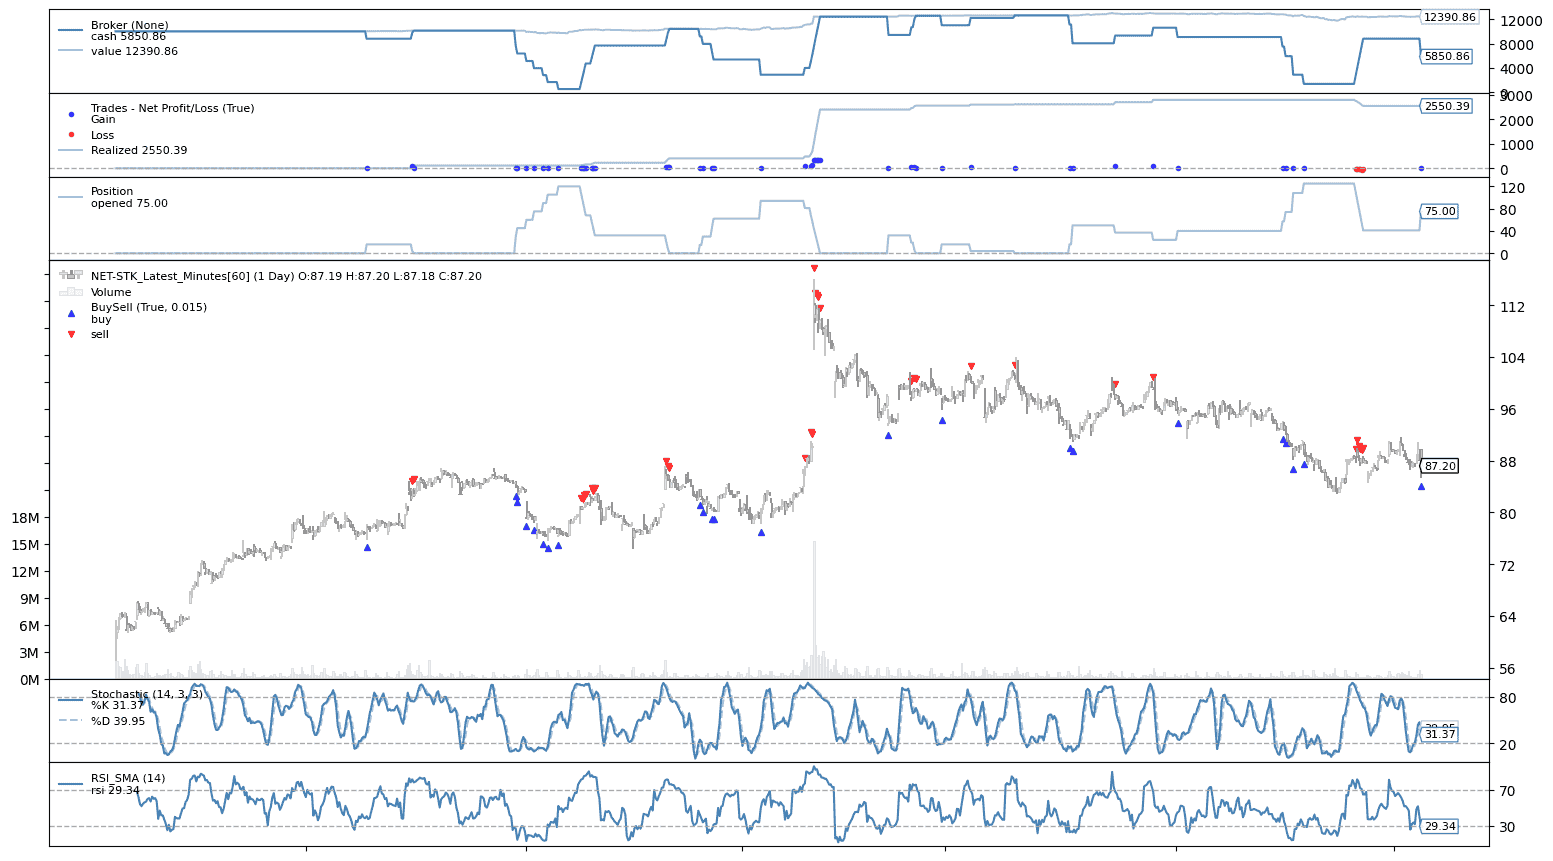 Broker (None)
cash 5850.86
value 12390.86
12390.86
12000
8000
5850.86
4000
0
Trades - Net Profit/Loss (True)
Gain
Loss
Realized 2550.39
3000
2550.39
2000
1000
0
Position
opened 75.00
120
80
75.00
40
0
NET-STK_Latest_Minutes[60] (1 Day) O:87.19 H:87.20 L:87.18 C:87.20
Volume
BuySell (True, 0.015)
buy
sell
112
104
96
88
87.20
80
72
64
56
18M
15M
12M
9M
6M
3M
0M
Stochastic (14, 3, 3)
%K 31.37
%D 39.95
80
39.95
31.37
20
RSI_SMA (14)
rsi 29.34
70
30
29.34